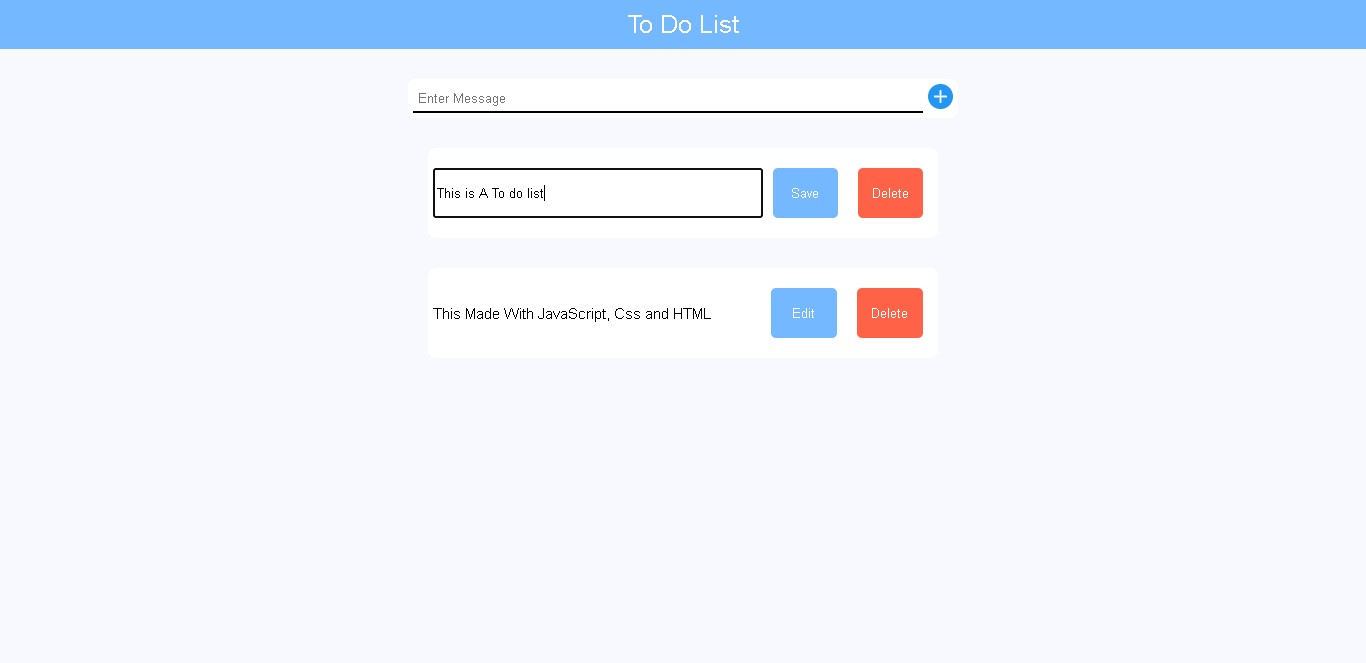 To Do List
Enter Message
This is A To do list
Save
Delete
This Made With JavaScript, Css and HTML
Edit
Delete